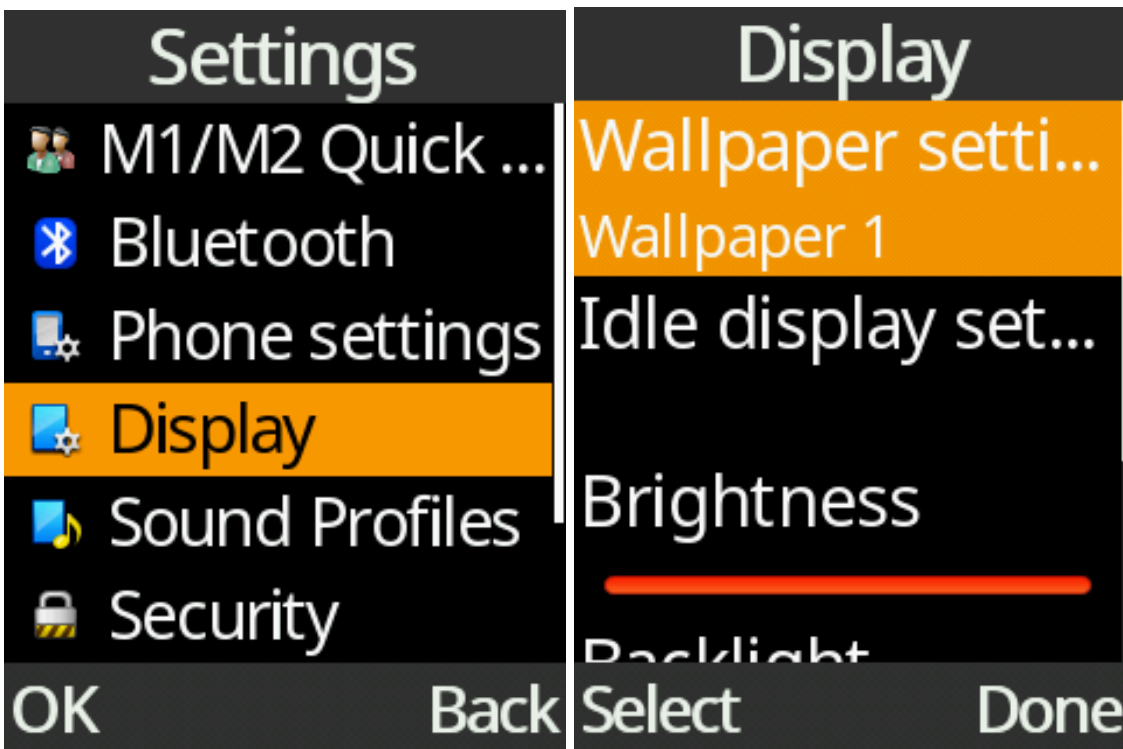 Settings
M1/M2 Quick ...
Bluetooth
Phone settings
Display
Sound Profiles
Security
OK
Back
Display
Wallpaper setti...
Wallpaper 1
Idle display set...
Brightness
Backlight
Select
Done